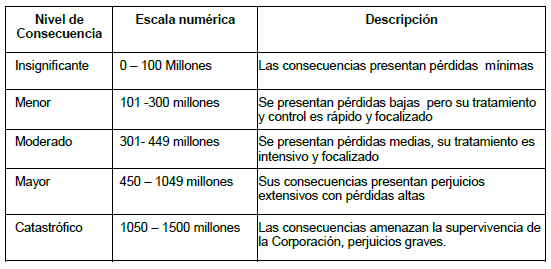 Nivel de Consecuencia | Escala numérica | Descripción
Insignificante | 0 – 100 Millones | Las consecuencias presentan pérdidas mínimas
Menor | 101 -300 millones | Se presentan pérdidas bajas pero su tratamiento
y control es rápido y focalizado
Moderado | 301- 449 millones | Se presentan pérdidas medias, su tratamiento es
intensivo y focalizado
Mayor | 450 – 1049 millones | Sus consecuencias presentan perjuicios
extensivos con pérdidas altas
Catastrófico | 1050 – 1500 millones | Las consecuencias amenazan la supervivencia de
la Corporación, perjuicios graves.